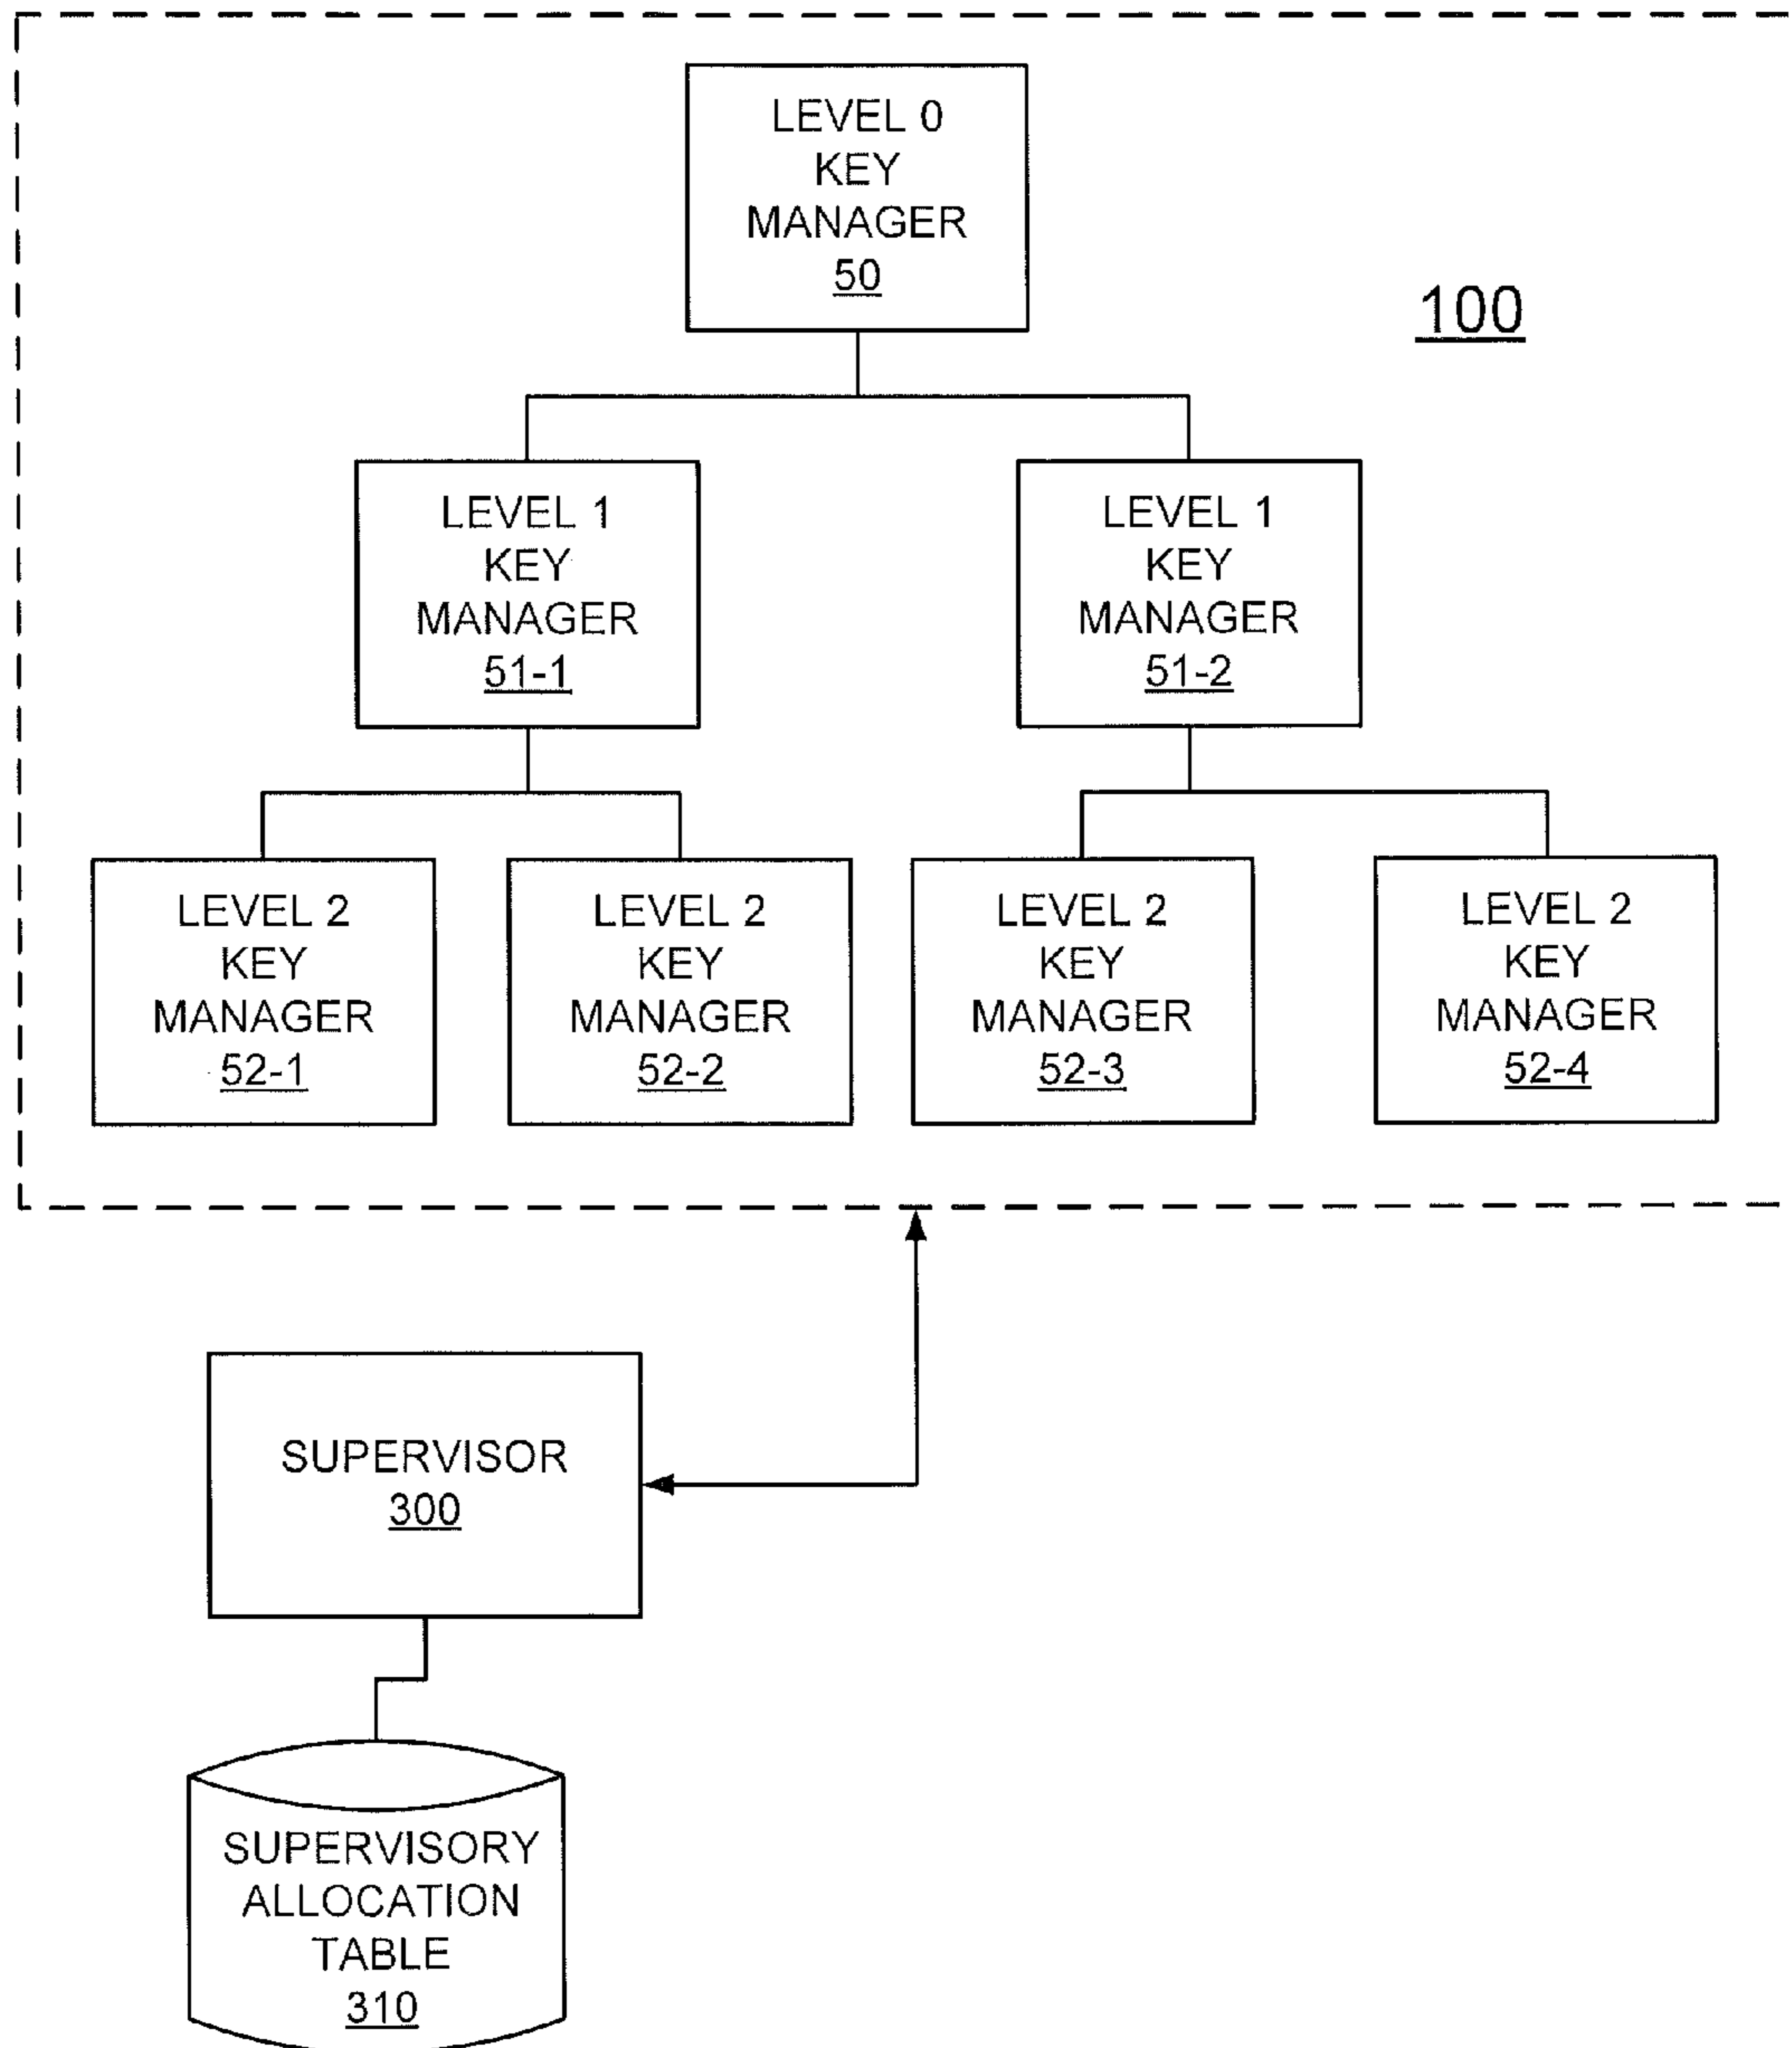 LEVEL 0
KEY
MANAGER
50
100
LEVEL 1
KEY
MANAGER
51-1
LEVEL 1
KEY
MANAGER
51-2
LEVEL 2
KEY
MANAGER
52-1
LEVEL 2
KEY
MANAGER
52-2
LEVEL 2
KEY
MANAGER
52-3
LEVEL 2
KEY
MANAGER
52-4
SUPERVISOR
300
SUPERVISORY
ALLOCATION
TABLE
310